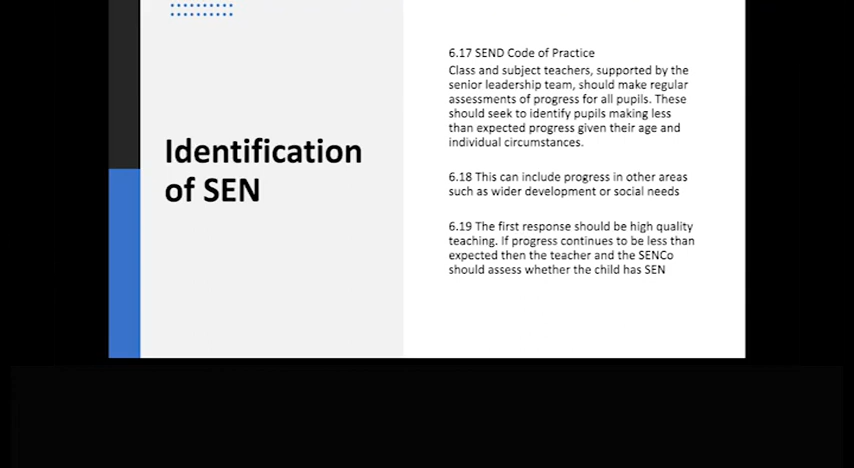 Identification
of SEN
6.17 SEND Code of Practice
Class and subject teachers, supported by the
senior leadership team, should make regular
assessments of progress for all pupils. These
should seek to identify pupils making less
than expected progress given their age and
individual circumstances.
6.18 This can include progress in other areas
such as wider development or social needs
6.19 The first response should be high quality
teaching. If progress continues to be less than
expected then the teacher and the SENCo
should assess whether the child has SEN